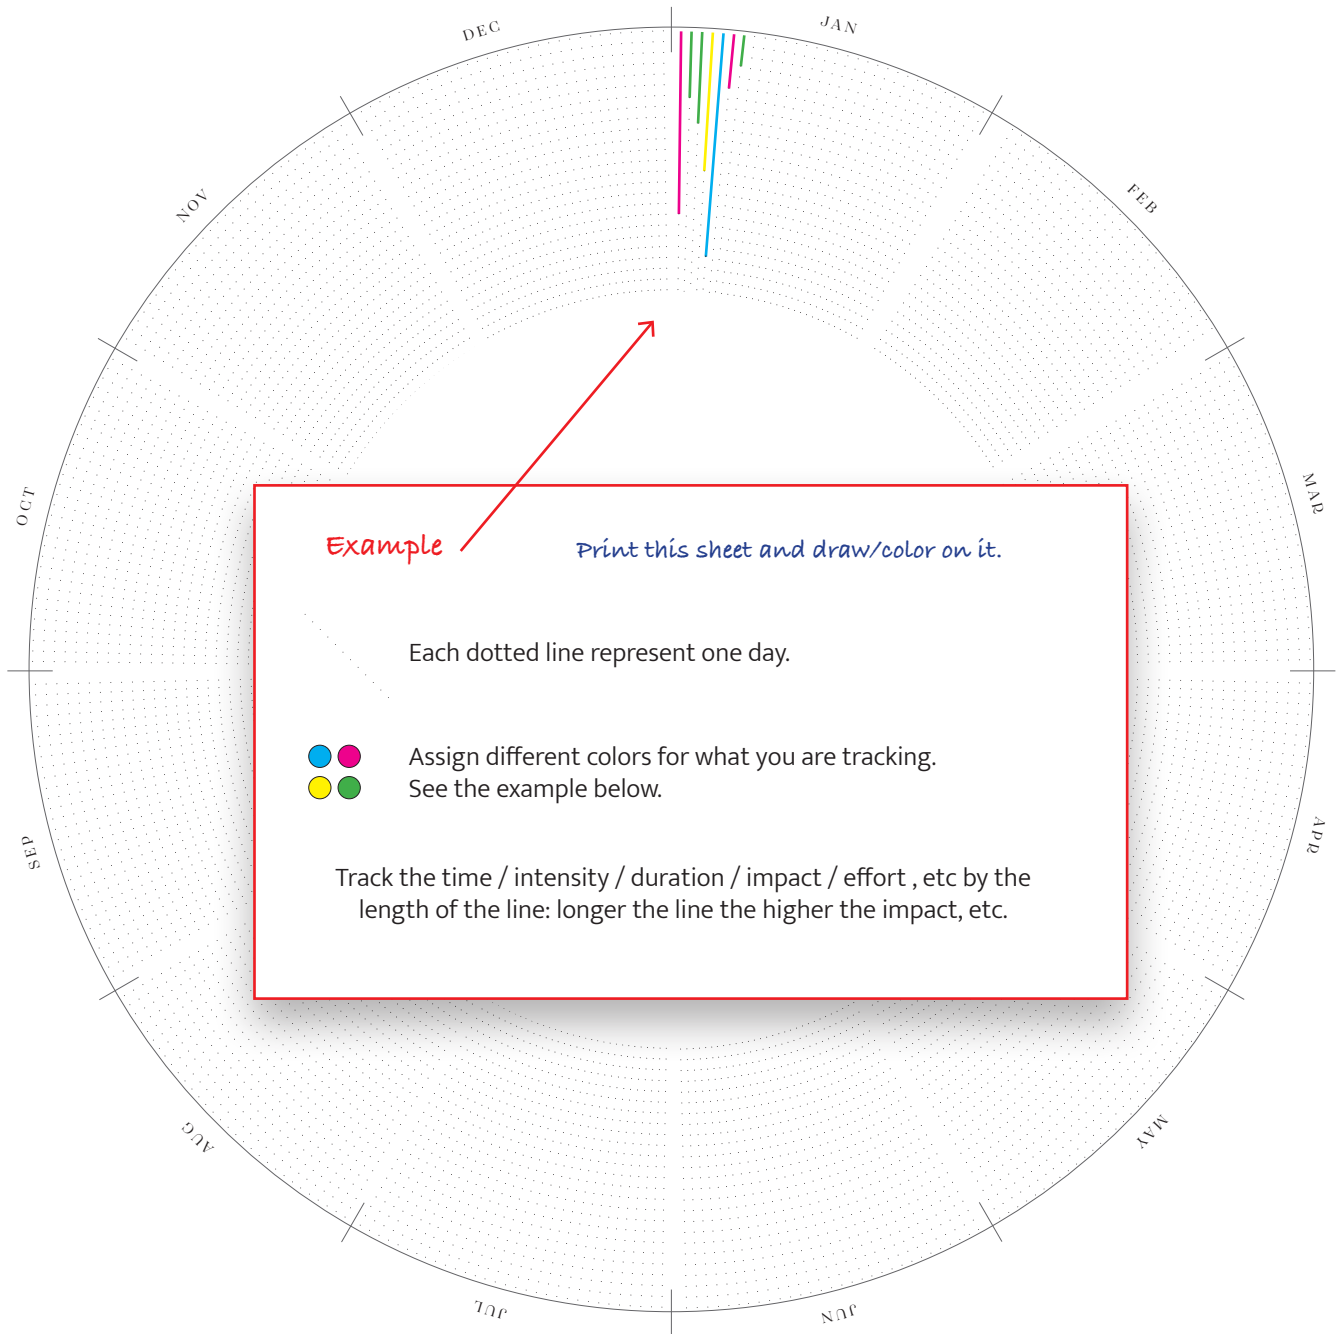 DEC
JAN
NOV
FEB
OCT
MAR
Example
Print this sheet and draw/color on it.
Each dotted line represent one day.
Assign different colors for what you are tracking.
See the example below.
SEP
APR
Track the time / intensity / duration / impact / effort , etc by the
length of the line: longer the line the higher the impact, etc.
AUG
MAY
JUL
JUN